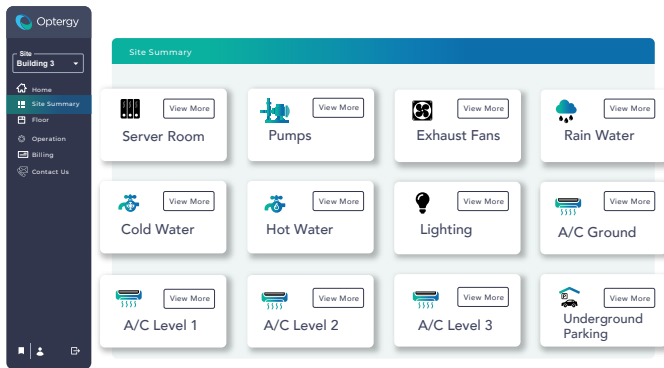 Optergy
Site
Building 3
Home
Site Summary
Floor
Operation
Billing
Contact Us
Site Summary
View More
Server Room
View More
Pumps
View More
Exhaust Fans
View More
Rain Water
View More
Cold Water
View More
Hot Water
View More
Lighting
View More
A/C Ground
View More
A/C Level 1
View More
A/C Level 2
View More
A/C Level 3
P
View More
Underground
Parking